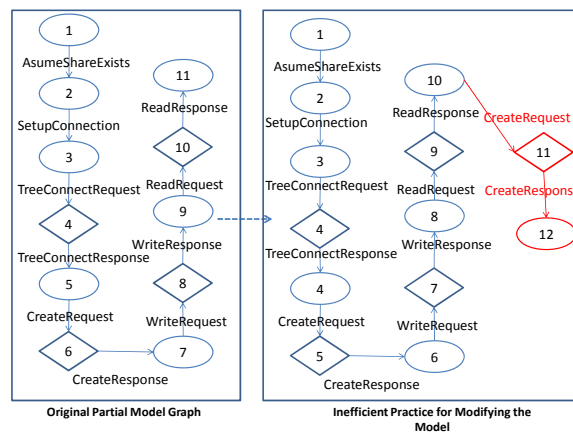 1
AsumeShareExists
2
SetupConnection
3
TreeConnectRequest
4
TreeConnectResponse
5
CreateRequest
6
CreateResponse
7
WriteRequest
8
WriteResponse
9
ReadRequest
10
ReadResponse
11
Original Partial Model Graph
1
AsumeShareExists
2
SetupConnection
3
TreeConnectRequest
4
TreeConnectResponse
4
CreateRequest
5
CreateResponse
6
WriteRequest
7
WriteResponse
8
ReadRequest
9
ReadResponse
10
CreateRequest
11
CreateRespons
12
Inefficient Practice for Modifying the
Model